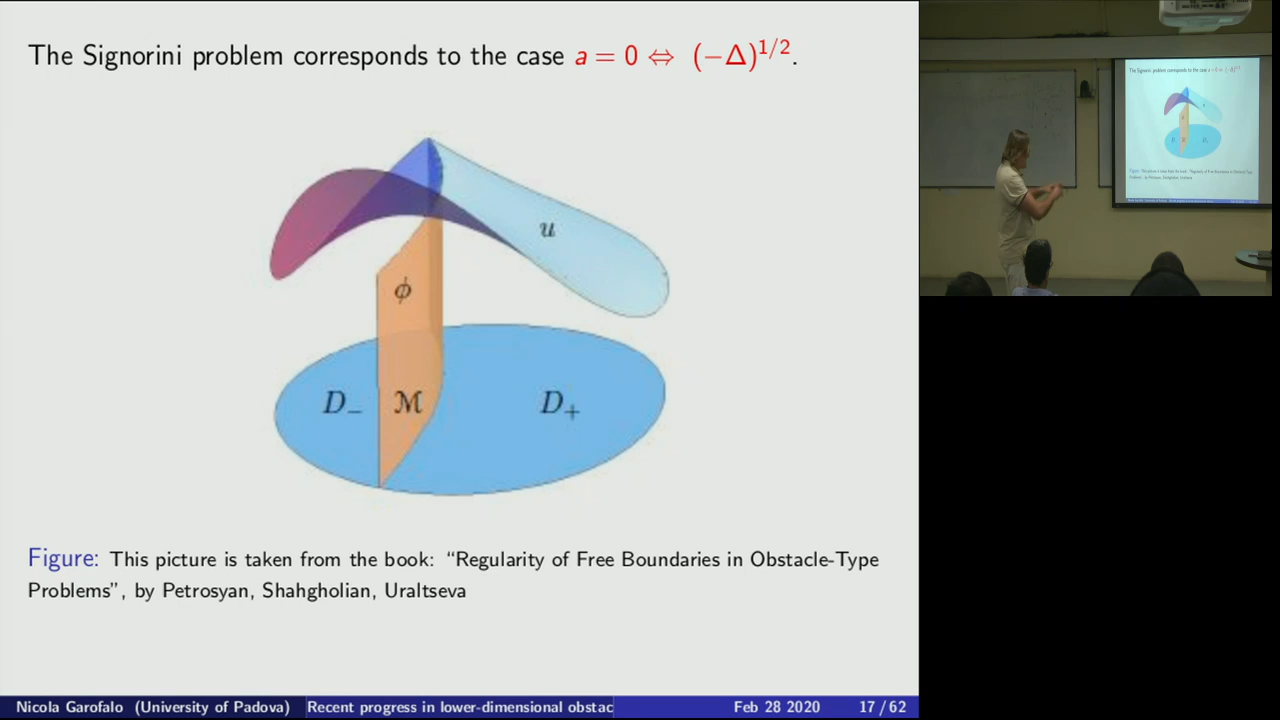 The Signorini problem corresponds to the case a = 0 ⇔ (−Δ)^{1/2}.
u
ϕ
D_− ℳ D_+
Figure: This picture is taken from the book: “Regularity of Free Boundaries in Obstacle-Type
Problems”, by Petrosyan, Shahgholian, Uraltseva
Nicola Garofalo (University of Padova) Recent progress in lower-dimensional obstac Feb 28 2020 17 / 62